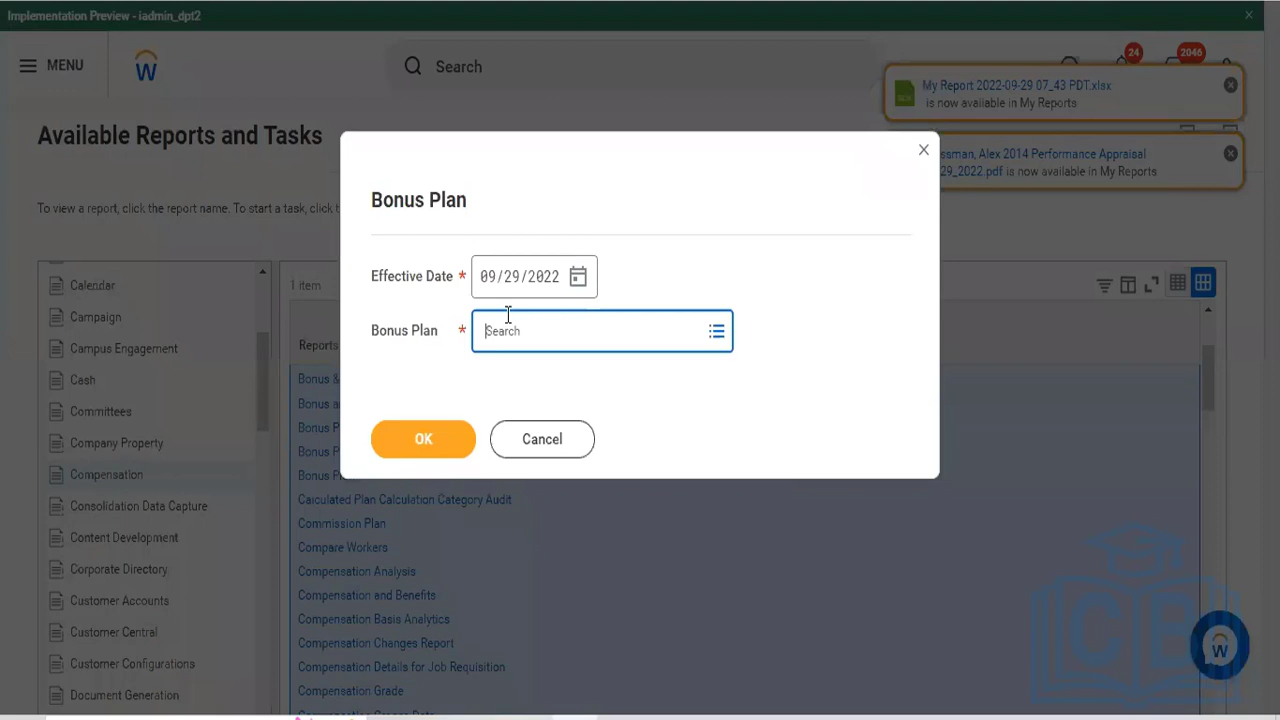 Implementation Preview - iadmin_dpt2
MENU
Search
24
2046
My Report 2022-09-29 07_43 PDT.xlsx
is now available in My Reports
Available Reports and Tasks
ssman, Alex 2014 Performance Appraisal
29_2022.pdf is now available in My Reports
To view a report, click the report name. To start a task, click
Bonus Plan
Effective Date *
09/29/2022
Bonus Plan *
Search
OK
Cancel
Calendar
Campaign
Campus Engagement
Cash
Committees
Company Property
Compensation
Consolidation Data Capture
Content Development
Corporate Directory
Customer Accounts
Customer Central
Customer Configurations
Document Generation
1 item
Reports
Bonus &
Bonus a
Bonus P
Bonus P
Bonus P
Calculated Plan Calculation Category Audit
Commission Plan
Compare Workers
Compensation Analysis
Compensation and Benefits
Compensation Basis Analytics
Compensation Changes Report
Compensation Details for Job Requisition
Compensation Grade
CB